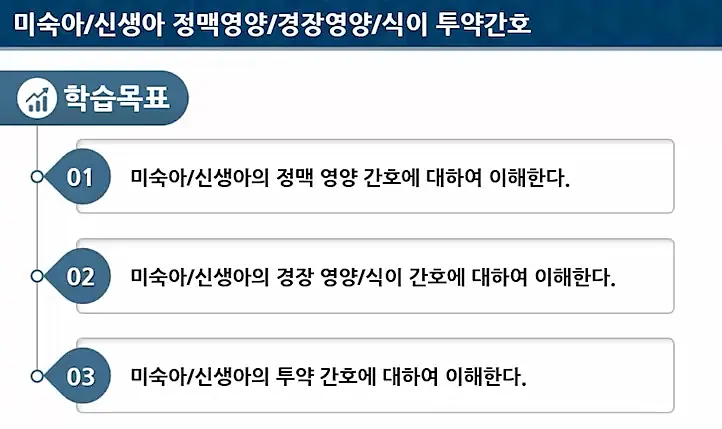 미숙아/신생아 정맥영양/경장영양/식이 투약간호
학습목표
01 미숙아/신생아의 정맥 영양 간호에 대하여 이해한다.
02 미숙아/신생아의 경장 영양/식이 간호에 대하여 이해한다.
03 미숙아/신생아의 투약 간호에 대하여 이해한다.